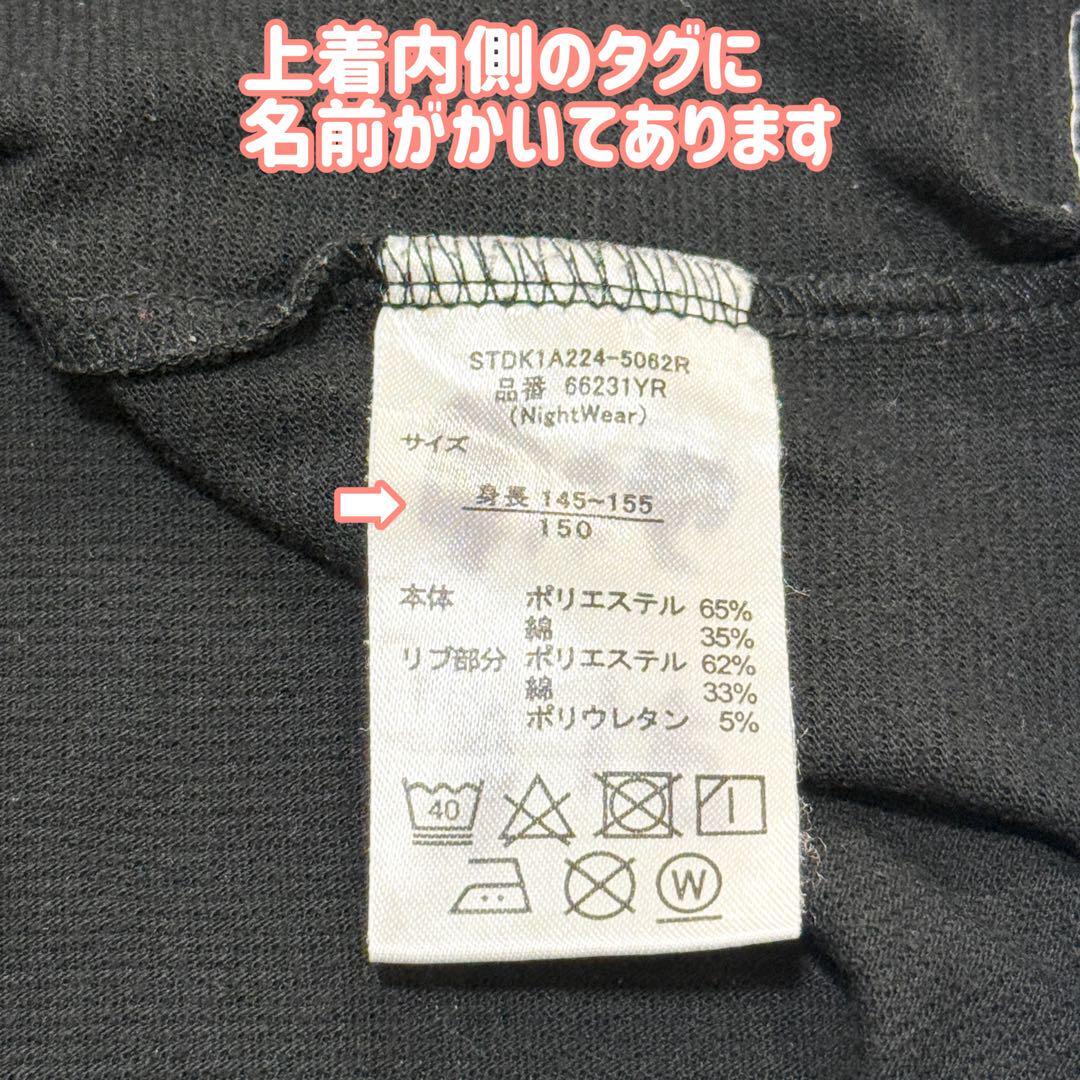 上着内側のタグに
名前がかいてあります
STDK1A224-5062R
品番 66231YR
(NightWear)
サイズ
身長 145~155
150
本体 ポリエステル 65%
綿 35%
リブ部分 ポリエステル 62%
綿 33%
ポリウレタン 5%
40
W